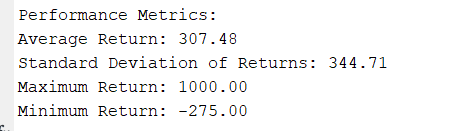 Performance Metrics:
Average Return: 307.48
Standard Deviation of Returns: 344.71
Maximum Return: 1000.00
Minimum Return: -275.00